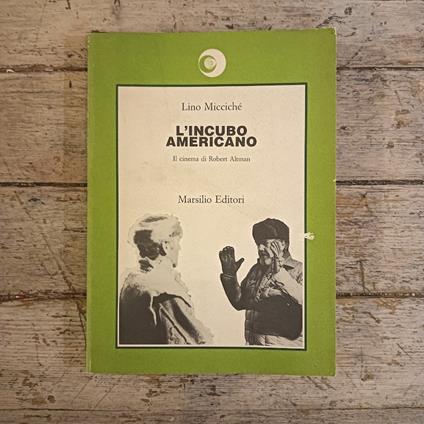 Lino Micciché
L'INCUBO
AMERICANO
Il cinema di Robert Altman
Marsilio Editori